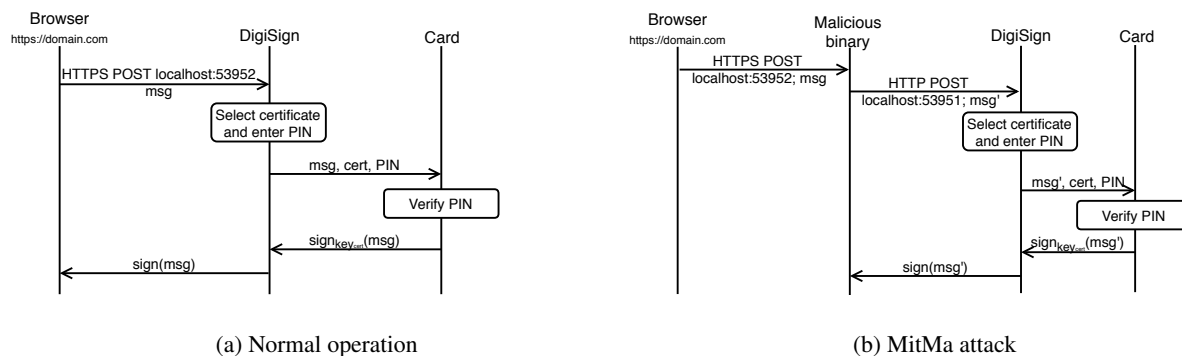 Browser
https://domain.com
DigiSign
Card
HTTPS POST localhost:53952
msg
Select certificate
and enter PIN
msg, cert, PIN
Verify PIN
sign_key_cert(msg)
sign(msg)
(a) Normal operation
Browser
https://domain.com
Malicious
binary
DigiSign
Card
HTTPS POST
localhost:53952; msg
HTTP POST
localhost:53951; msg'
Select certificate
and enter PIN
msg', cert, PIN
Verify PIN
sign_key_cert(msg')
sign(msg')
(b) MitMa attack